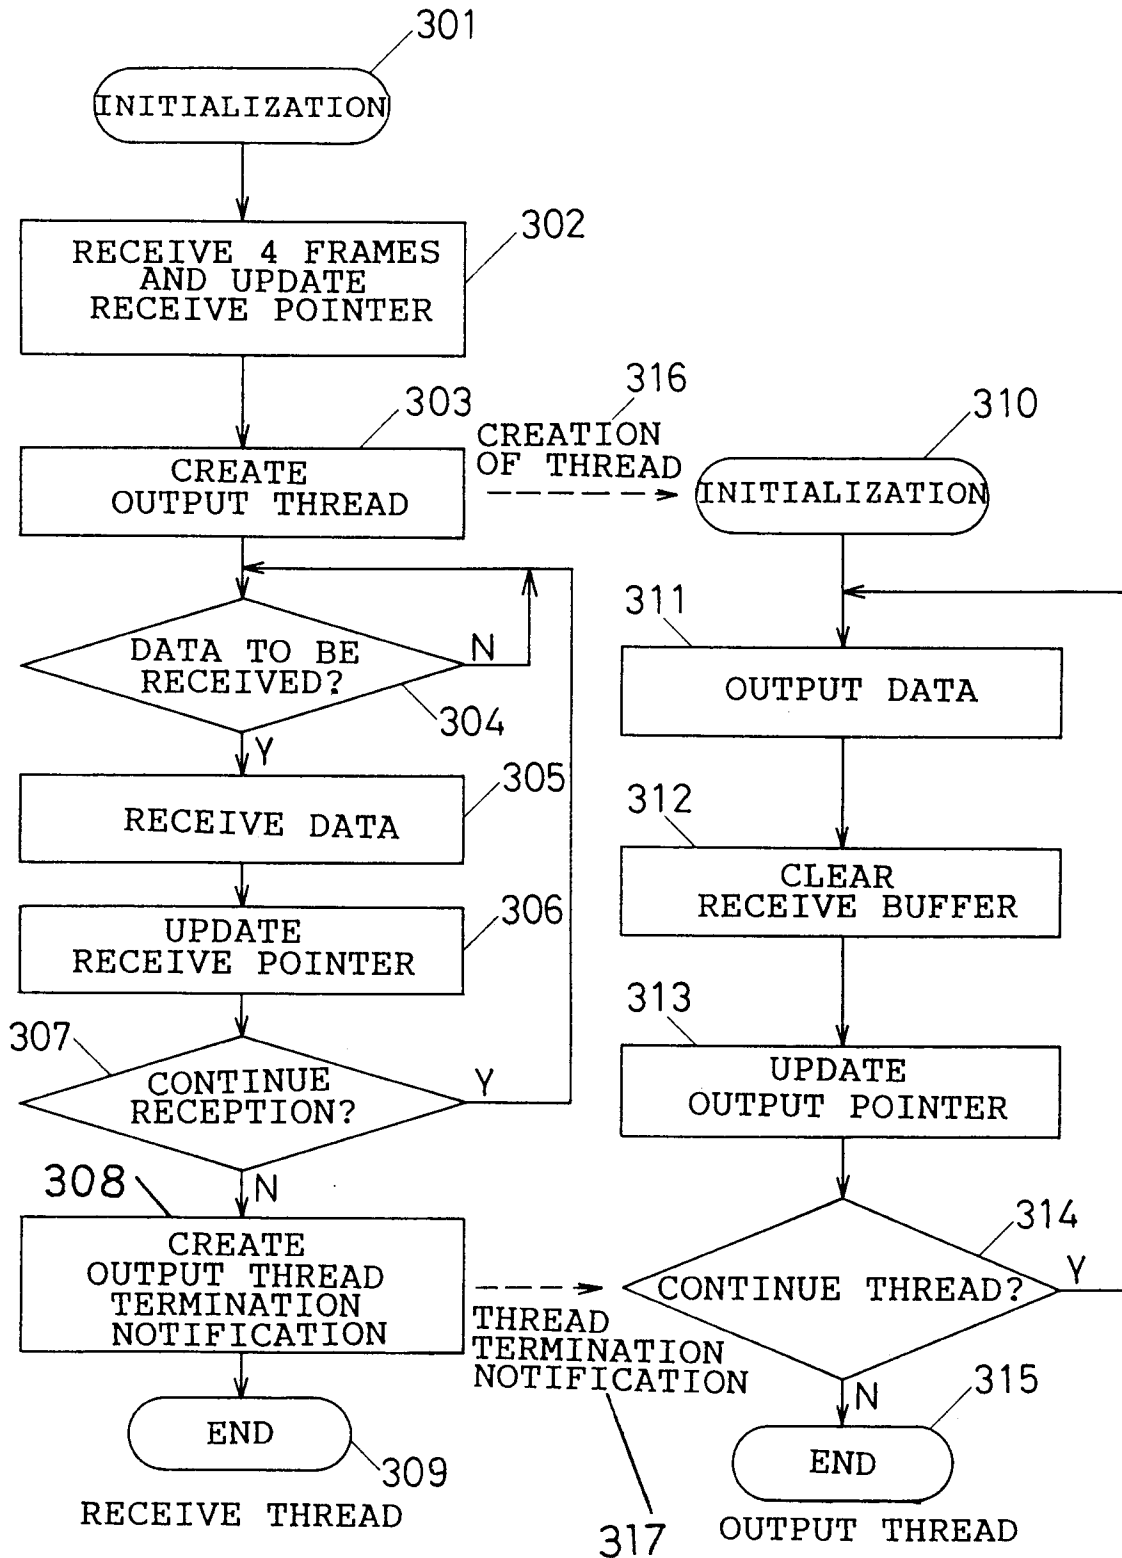 301
INITIALIZATION
302
RECEIVE 4 FRAMES
AND UPDATE
RECEIVE POINTER
303
CREATE
OUTPUT THREAD
316
CREATION
OF THREAD
310
INITIALIZATION
DATA TO BE
RECEIVED?
N
304
Y
305
RECEIVE DATA
306
UPDATE
RECEIVE POINTER
307
CONTINUE
RECEPTION?
Y
N
308
CREATE
OUTPUT THREAD
TERMINATION
NOTIFICATION
THREAD
TERMINATION
NOTIFICATION
317
END
309
RECEIVE THREAD
311
OUTPUT DATA
312
CLEAR
RECEIVE BUFFER
313
UPDATE
OUTPUT POINTER
314
CONTINUE THREAD?
Y
N
315
END
OUTPUT THREAD